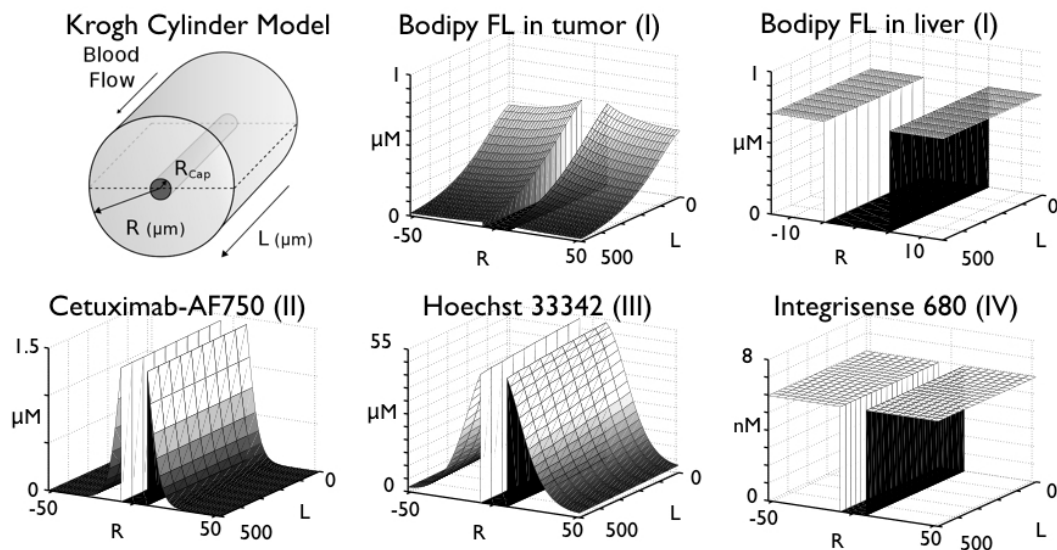 Krogh Cylinder Model
Blood
Flow
R Cap
R (μm)
L (μm)
Bodipy FL in tumor (I)
1
μM
0
-50
R
50
500
L
0
Bodipy FL in liver (I)
1
μM
0
-10
R
10
500
L
0
Cetuximab-AF750 (II)
1.5
μM
0
-50
R
50
500
L
0
Hoechst 33342 (III)
55
μM
0
-50
R
50
500
L
0
Integrisense 680 (IV)
8
nM
0
-50
R
50
500
L
0